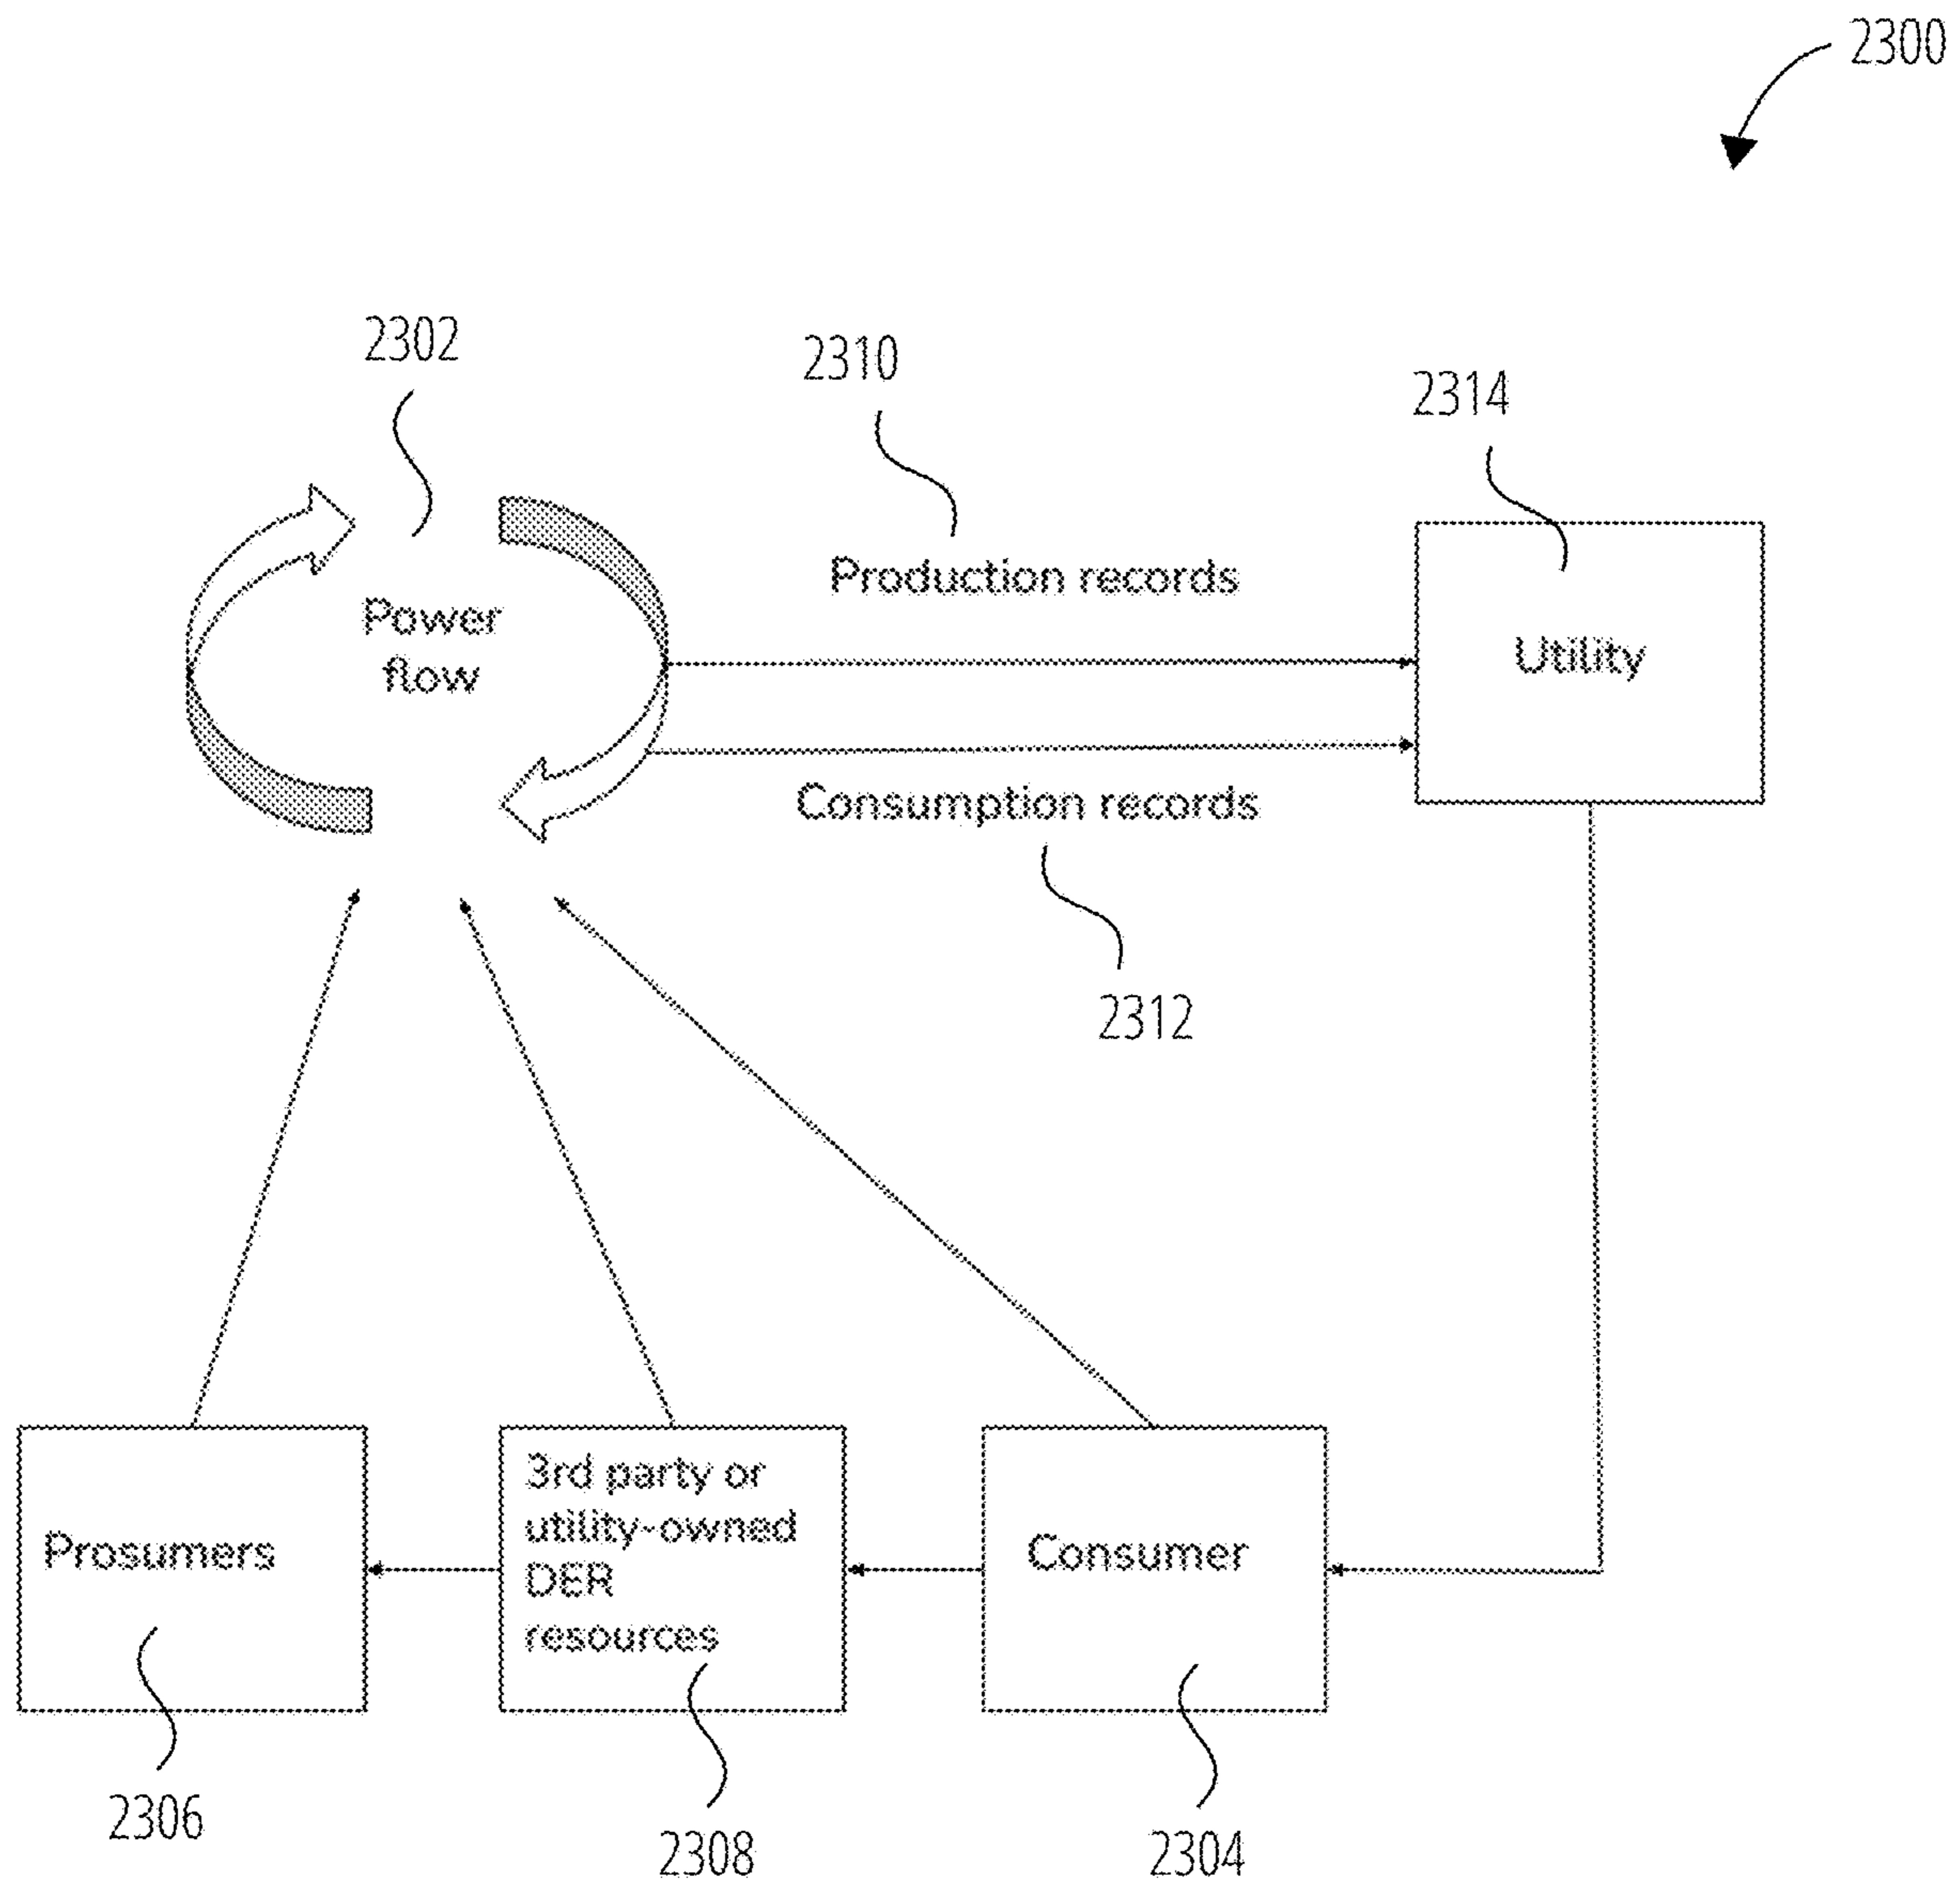 2300
2302
2310
2314
Production records
Power
flow
Utility
Consumption records
2312
3rd party or
utility-owned
DER
resources
Prosumers
Consumer
2306
2308
2304